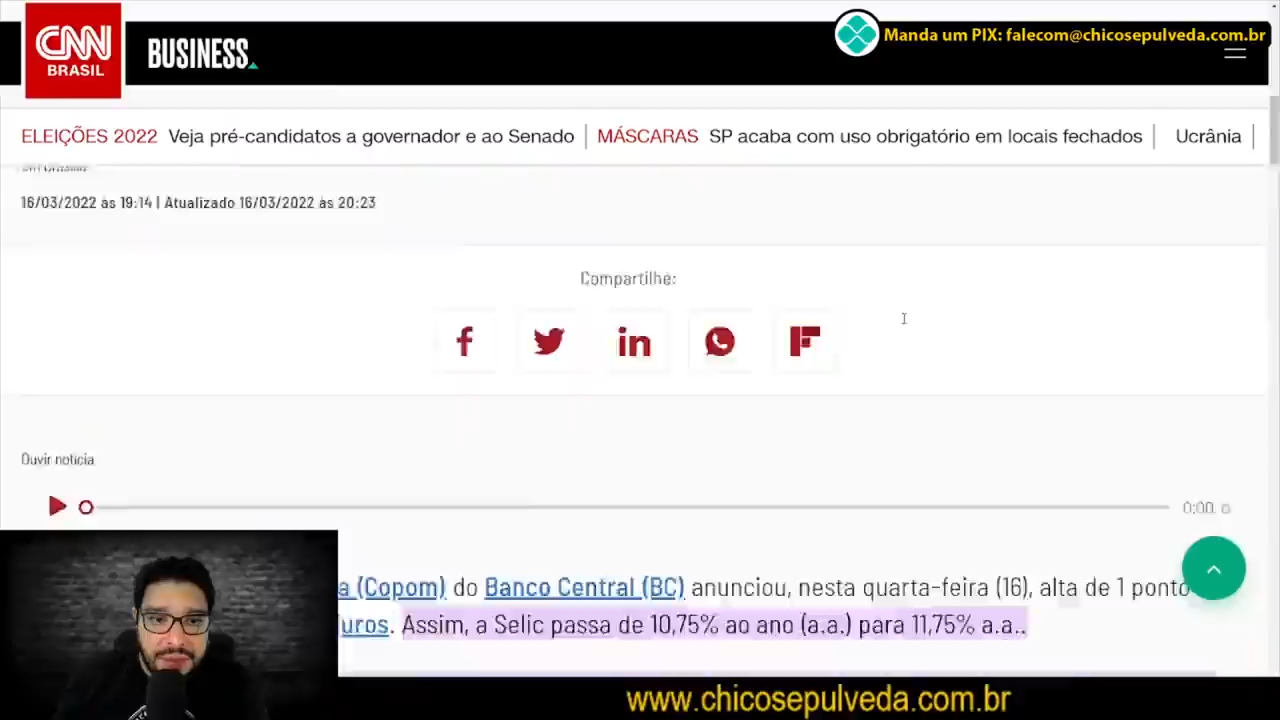 CNN
BRASIL
BUSINESS
Manda um PIX: falecom@chicosepulveda.com.br
ELEIÇÕES 2022 Veja pré-candidatos a governador e ao Senado MÁSCARAS SP acaba com uso obrigatório em locais fechados Ucrânia
em Brasília
16/03/2022 às 19:14 | Atualizado 16/03/2022 às 20:23
Compartilhe:
Ouvir notícia
0:00
a (Copom) do Banco Central (BC) anunciou, nesta quarta-feira (16), alta de 1 ponto
uros. Assim, a Selic passa de 10,75% ao ano (a.a.) para 11,75% a.a..
www.chicosepulveda.com.br